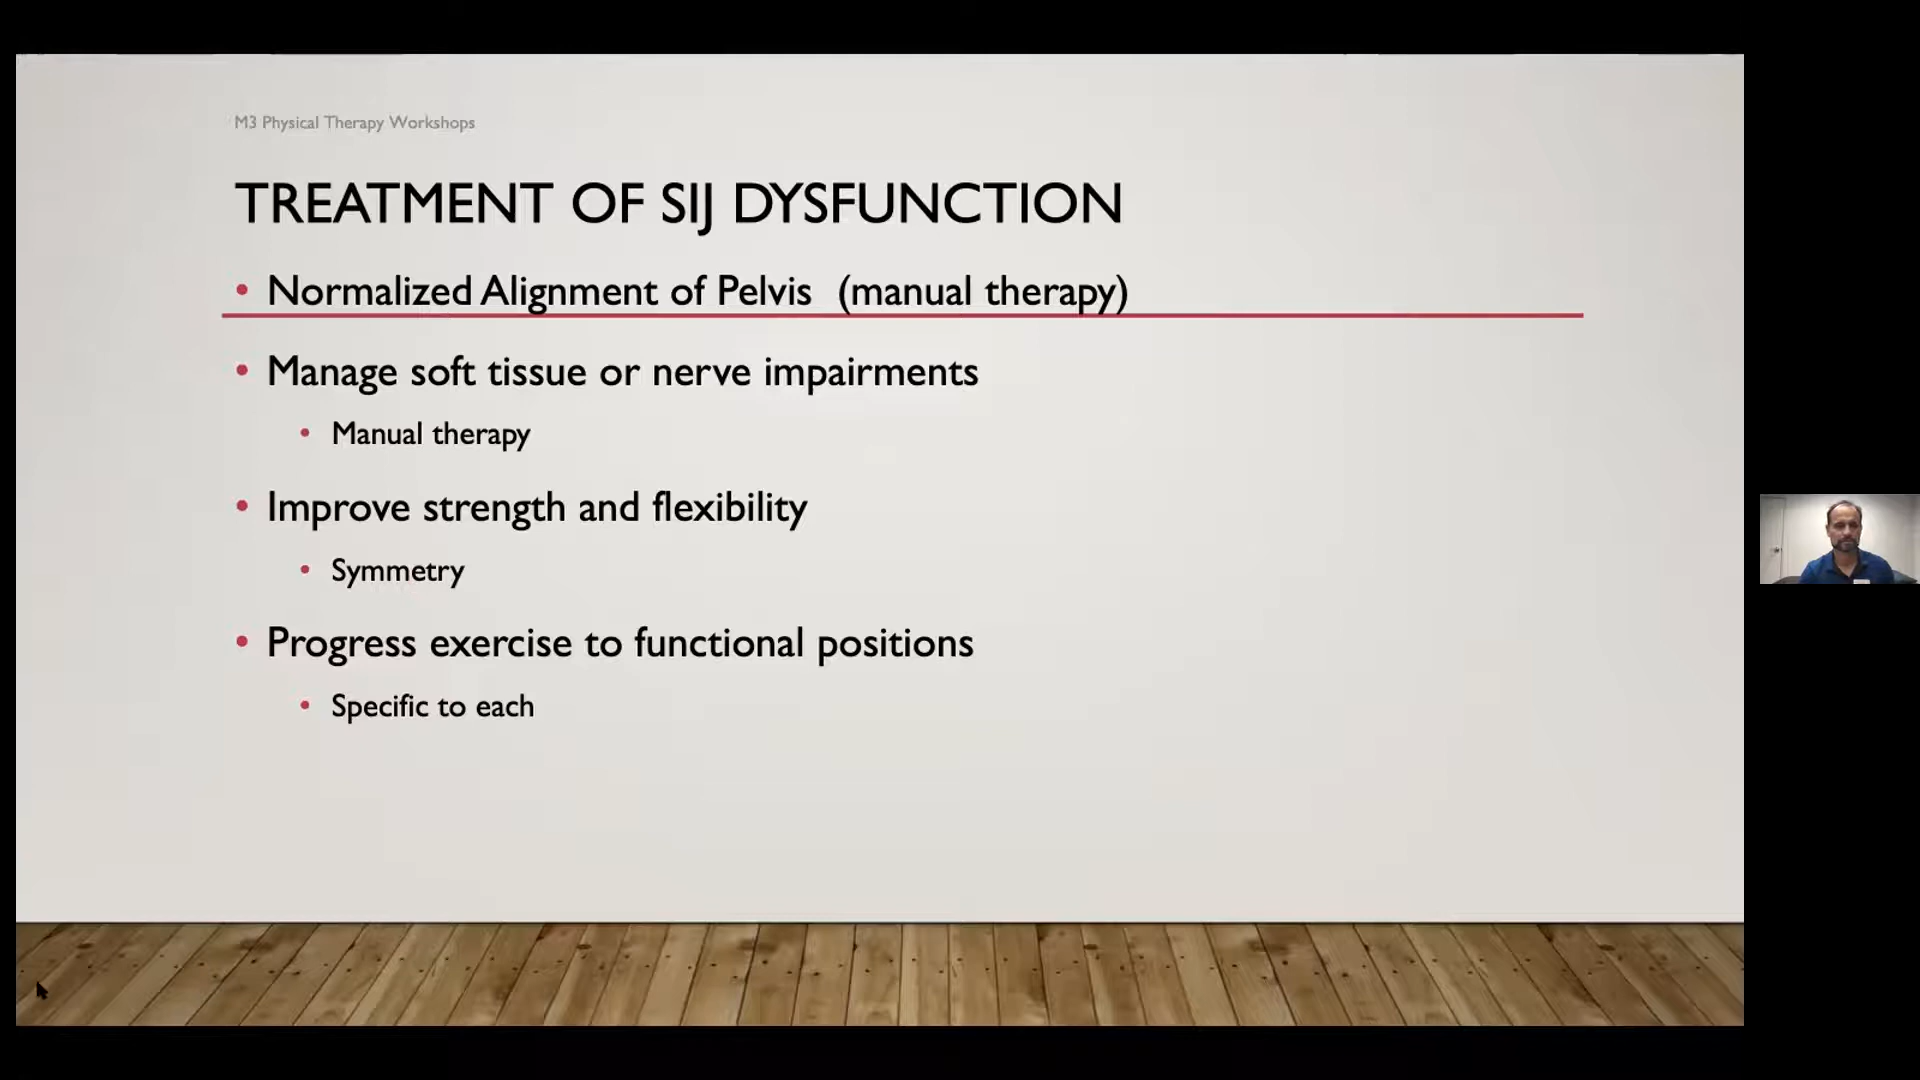 M3 Physical Therapy Workshops
TREATMENT OF SIJ DYSFUNCTION
• Normalized Alignment of Pelvis (manual therapy)
• Manage soft tissue or nerve impairments
• Manual therapy
• Improve strength and flexibility
• Symmetry
• Progress exercise to functional positions
• Specific to each